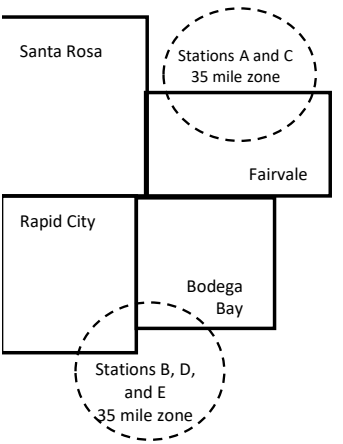 Santa Rosa
Stations A and C
35 mile zone
Fairvale
Rapid City
Bodega
Bay
Stations B, D,
and E
35 mile zone